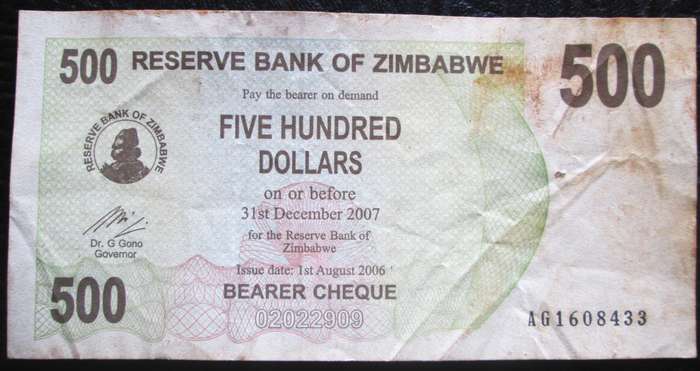 500 RESERVE BANK OF ZIMBABWE 500
Pay the bearer on demand
FIVE HUNDRED
DOLLARS
RESERVE BANK OF ZIMBABWE
on or before
31st December 2007
for the Reserve Bank of
Zimbabwe
Dr. G Gono
Governor
Issue date: 1st August 2006
500 BEARER CHEQUE
02022909
AG1608433